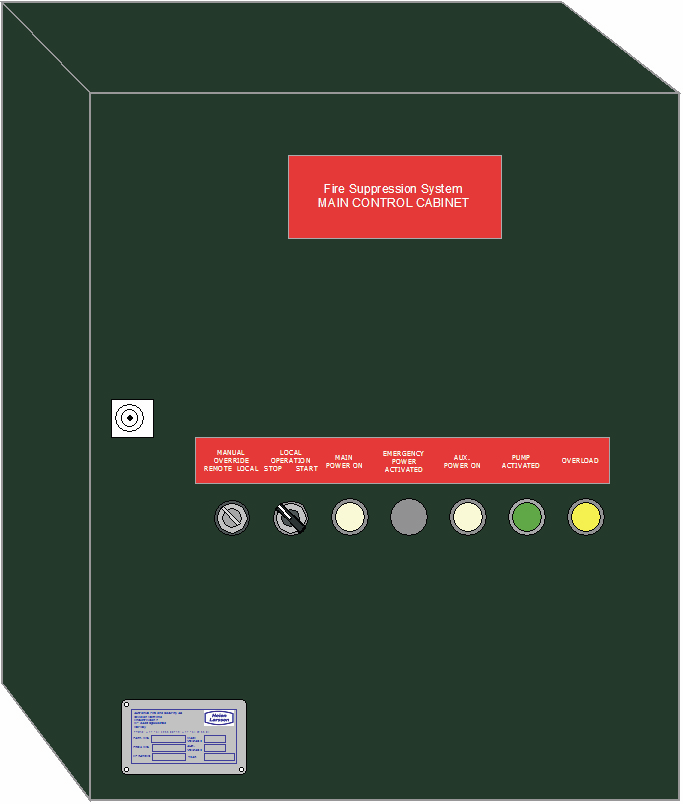 Fire Suppression System
MAIN CONTROL CABINET
MANUAL
OVERRIDE
REMOTE LOCAL
LOCAL
OPERATION
STOP START
MAIN
POWER ON
EMERGENCY
POWER
ACTIVATED
AUX.
POWER ON
PUMP
ACTIVATED
OVERLOAD